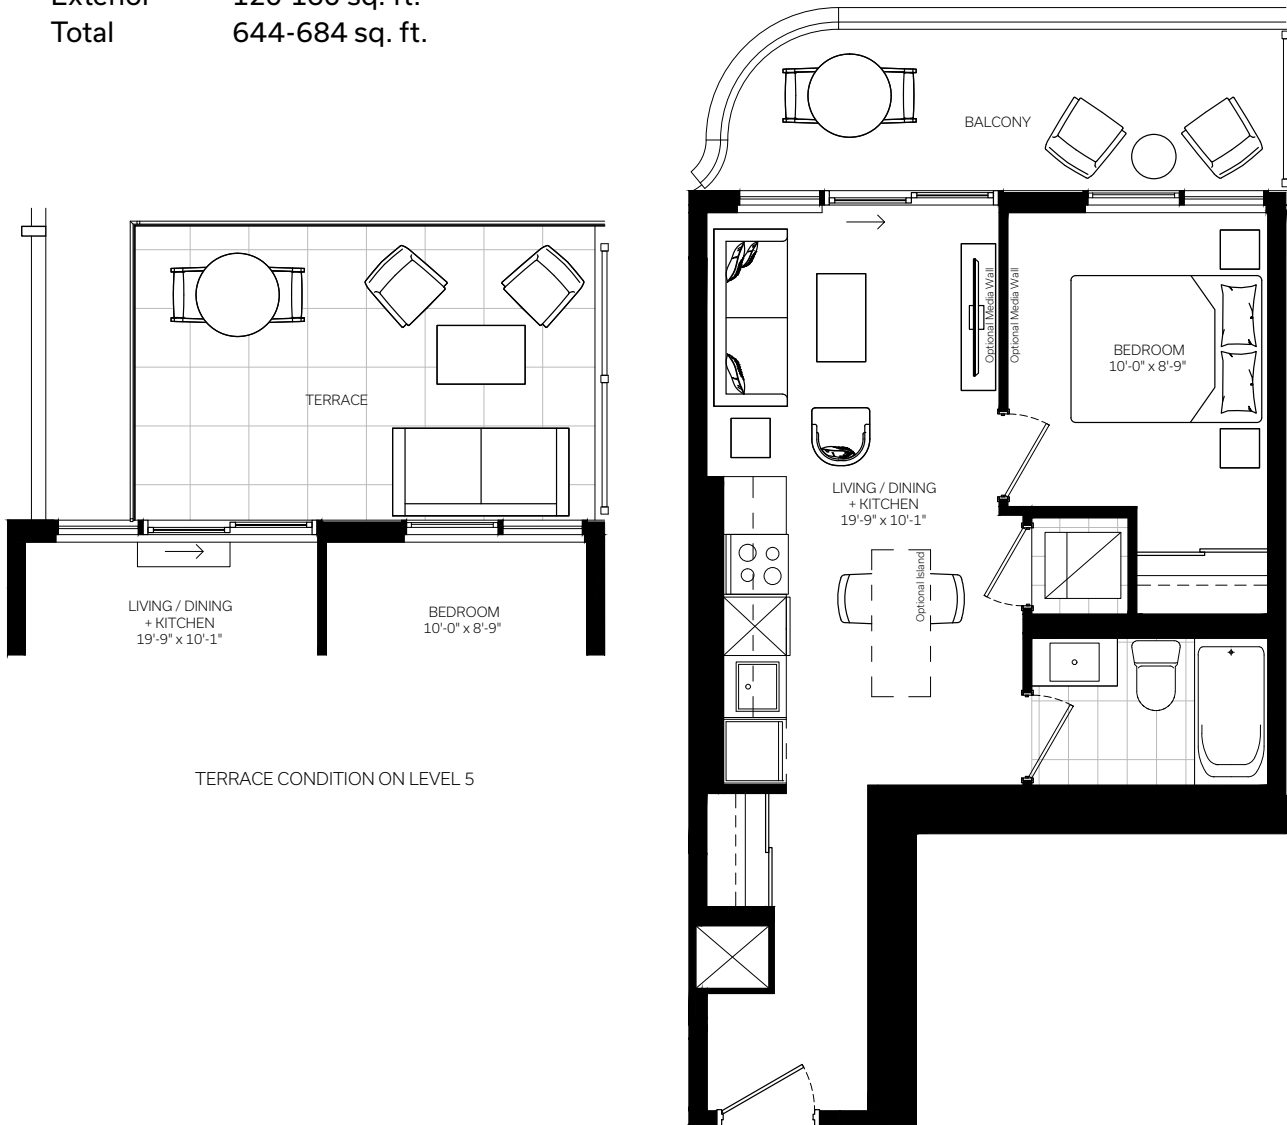 Total 644-684 sq. ft.
BALCONY
Optional Media Wall
Optional Media Wall
BEDROOM
10'-0" x 8'-9"
LIVING / DINING
+ KITCHEN
19'-9" x 10'-1"
Optional Island
TERRACE
LIVING / DINING
+ KITCHEN
19'-9" x 10'-1"
BEDROOM
10'-0" x 8'-9"
TERRACE CONDITION ON LEVEL 5